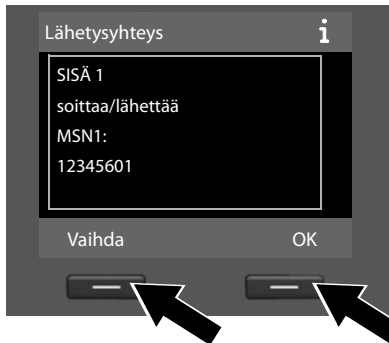 Lähetysyhteys i
SISÄ 1
soittaa/lähettää
MSN1:
12345601
Vaihda OK